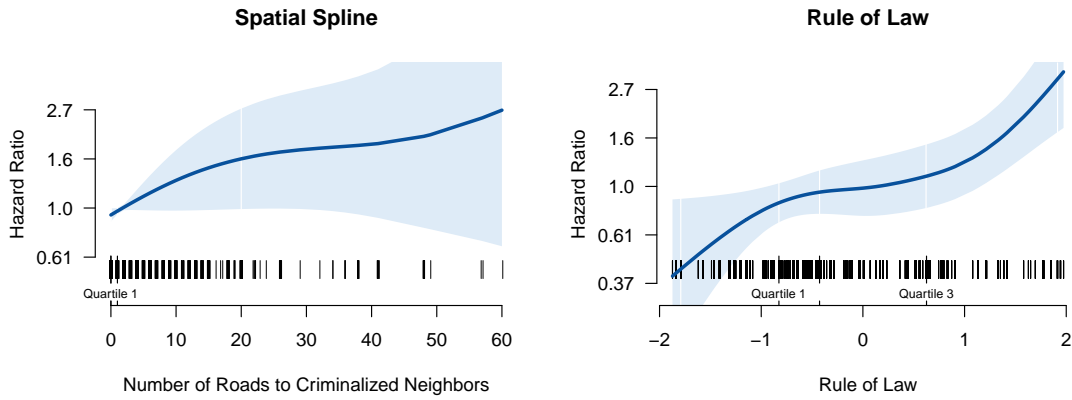 Spatial Spline
Hazard Ratio
2.7
1.6
1.0
0.61
Quartile 1
0 10 20 30 40 50 60
Number of Roads to Criminalized Neighbors
Rule of Law
Hazard Ratio
2.7
1.6
1.0
0.61
0.37
Quartile 1 Quartile 3
−2 −1 0 1 2
Rule of Law